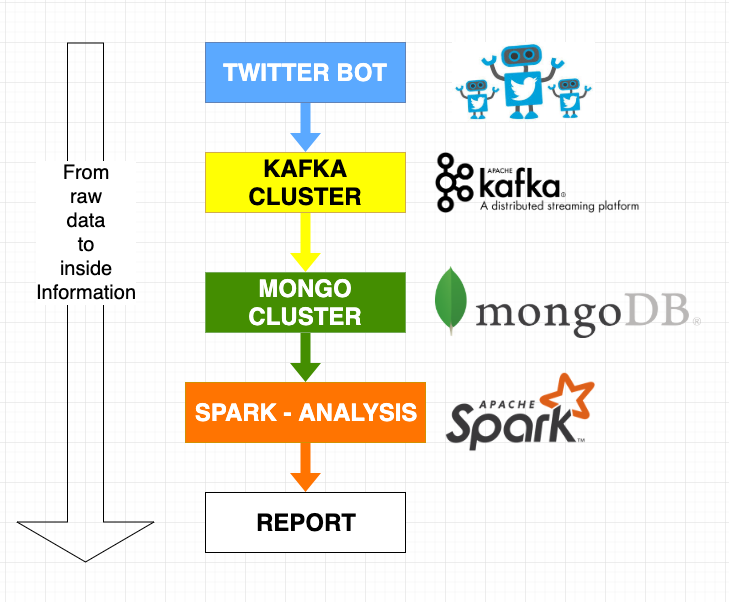 TWITTER BOT
KAFKA
CLUSTER
APACHE
kafka®
A distributed streaming platform
From
raw
data
to
inside
Information
MONGO
CLUSTER
mongoDB®
SPARK - ANALYSIS
APACHE
Spark™
REPORT